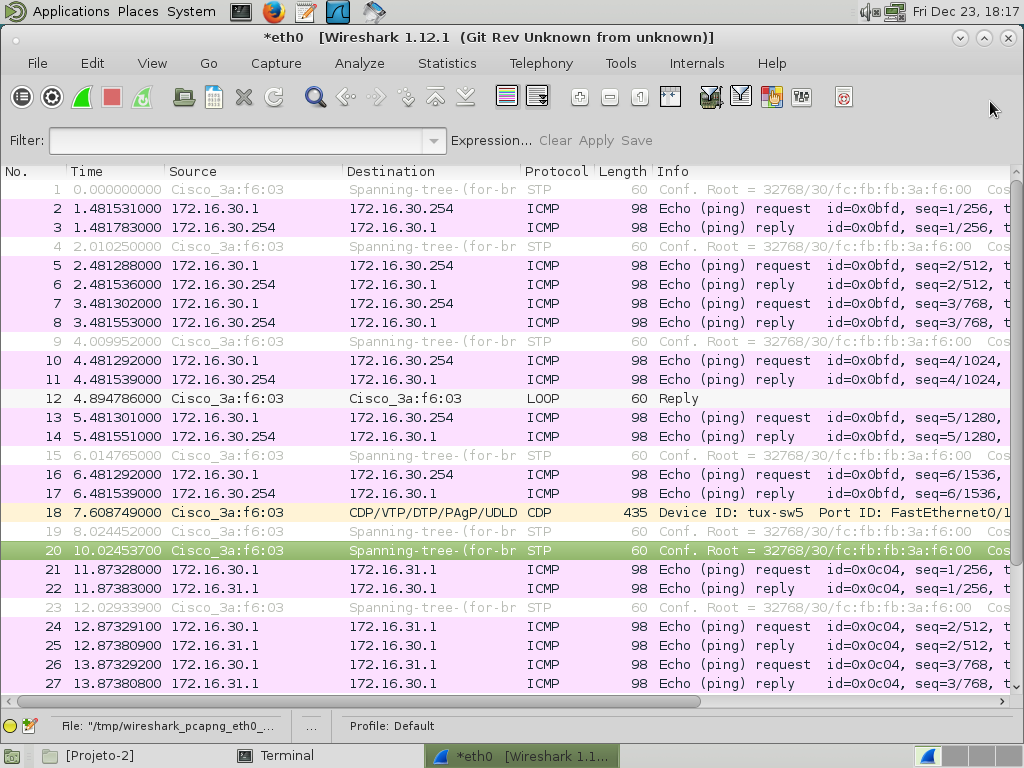 Applications Places System Fri Dec 23, 18:17
*eth0 [Wireshark 1.12.1 (Git Rev Unknown from unknown)]
File Edit View Go Capture Analyze Statistics Telephony Tools Internals Help
Filter: Expression... Clear Apply Save
No. Time Source Destination Protocol Length Info
1 0.000000000 Cisco_3a:f6:03 Spanning-tree-(for-br STP 60 Conf. Root = 32768/30/fc:fb:fb:3a:f6:00 Cos
2 1.481531000 172.16.30.1 172.16.30.254 ICMP 98 Echo (ping) request id=0x0bfd, seq=1/256, t
3 1.481783000 172.16.30.254 172.16.30.1 ICMP 98 Echo (ping) reply id=0x0bfd, seq=1/256, t
4 2.010250000 Cisco_3a:f6:03 Spanning-tree-(for-br STP 60 Conf. Root = 32768/30/fc:fb:fb:3a:f6:00 Cos
5 2.481288000 172.16.30.1 172.16.30.254 ICMP 98 Echo (ping) request id=0x0bfd, seq=2/512, t
6 2.481536000 172.16.30.254 172.16.30.1 ICMP 98 Echo (ping) reply id=0x0bfd, seq=2/512, t
7 3.481302000 172.16.30.1 172.16.30.254 ICMP 98 Echo (ping) request id=0x0bfd, seq=3/768, t
8 3.481553000 172.16.30.254 172.16.30.1 ICMP 98 Echo (ping) reply id=0x0bfd, seq=3/768, t
9 4.009952000 Cisco_3a:f6:03 Spanning-tree-(for-br STP 60 Conf. Root = 32768/30/fc:fb:fb:3a:f6:00 Cos
10 4.481292000 172.16.30.1 172.16.30.254 ICMP 98 Echo (ping) request id=0x0bfd, seq=4/1024,
11 4.481539000 172.16.30.254 172.16.30.1 ICMP 98 Echo (ping) reply id=0x0bfd, seq=4/1024,
12 4.894786000 Cisco_3a:f6:03 Cisco_3a:f6:03 LOOP 60 Reply
13 5.481301000 172.16.30.1 172.16.30.254 ICMP 98 Echo (ping) request id=0x0bfd, seq=5/1280,
14 5.481551000 172.16.30.254 172.16.30.1 ICMP 98 Echo (ping) reply id=0x0bfd, seq=5/1280,
15 6.014765000 Cisco_3a:f6:03 Spanning-tree-(for-br STP 60 Conf. Root = 32768/30/fc:fb:fb:3a:f6:00 Cos
16 6.481292000 172.16.30.1 172.16.30.254 ICMP 98 Echo (ping) request id=0x0bfd, seq=6/1536,
17 6.481539000 172.16.30.254 172.16.30.1 ICMP 98 Echo (ping) reply id=0x0bfd, seq=6/1536,
18 7.608749000 Cisco_3a:f6:03 CDP/VTP/DTP/PAgP/UDLD CDP 435 Device ID: tux-sw5 Port ID: FastEthernet0/1
19 8.024452000 Cisco_3a:f6:03 Spanning-tree-(for-br STP 60 Conf. Root = 32768/30/fc:fb:fb:3a:f6:00 Cos
20 10.02453700 Cisco_3a:f6:03 Spanning-tree-(for-br STP 60 Conf. Root = 32768/30/fc:fb:fb:3a:f6:00 Cos
21 11.87328000 172.16.30.1 172.16.31.1 ICMP 98 Echo (ping) request id=0x0c04, seq=1/256, t
22 11.87383000 172.16.31.1 172.16.30.1 ICMP 98 Echo (ping) reply id=0x0c04, seq=1/256, t
23 12.02933900 Cisco_3a:f6:03 Spanning-tree-(for-br STP 60 Conf. Root = 32768/30/fc:fb:fb:3a:f6:00 Cos
24 12.87329100 172.16.30.1 172.16.31.1 ICMP 98 Echo (ping) request id=0x0c04, seq=2/512, t
25 12.87380900 172.16.31.1 172.16.30.1 ICMP 98 Echo (ping) reply id=0x0c04, seq=2/512, t
26 13.87329200 172.16.30.1 172.16.31.1 ICMP 98 Echo (ping) request id=0x0c04, seq=3/768, t
27 13.87380800 172.16.31.1 172.16.30.1 ICMP 98 Echo (ping) reply id=0x0c04, seq=3/768, t
File: "/tmp/wireshark_pcapng_eth0_... ... Profile: Default
[Projeto-2] Terminal *eth0 [Wireshark 1.1...